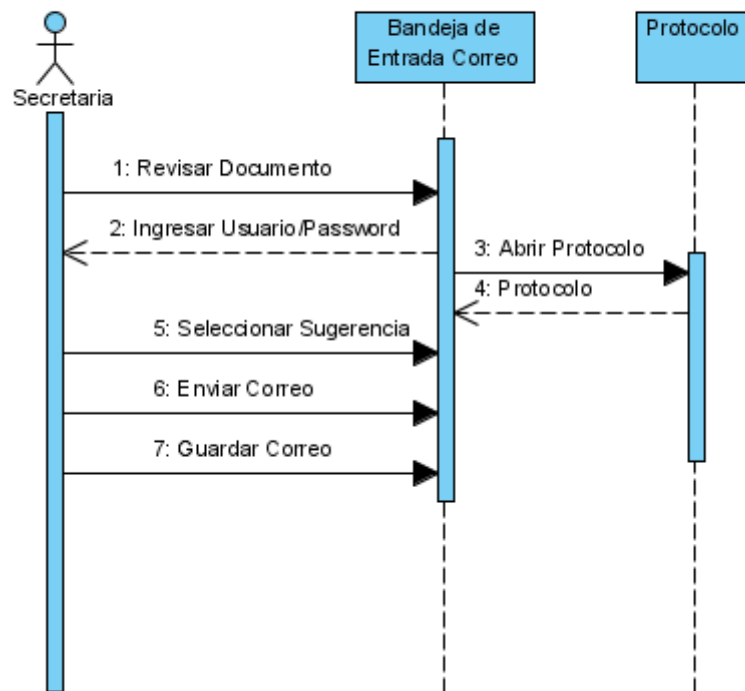 Bandeja de
Entrada Correo
Protocolo
Secretaria
1: Revisar Documento
2: Ingresar Usuario/Password
3: Abrir Protocolo
4: Protocolo
5: Seleccionar Sugerencia
6: Enviar Correo
7: Guardar Correo